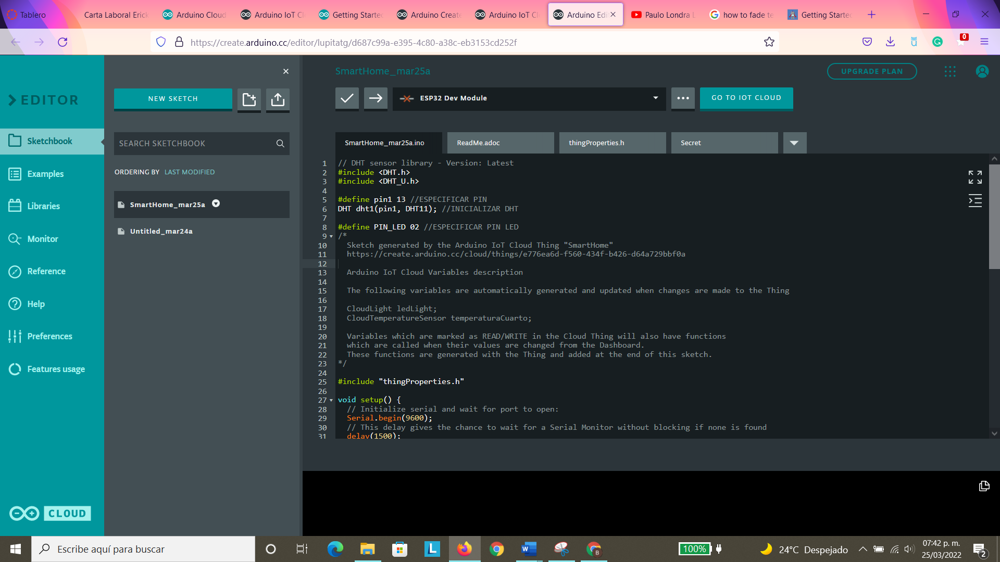 Tablero
Carta Laboral Erick
Arduino Cloud
Arduino IoT Cl
Getting Started
Arduino Create
Arduino IoT Cl
Arduino Edi
Paulo Londra L
how to fade te
Getting Started
https://create.arduino.cc/editor/lupitatg/d687c99a-e395-4c80-a38c-eb3153cd252f
0
EDITOR
Sketchbook
Examples
Libraries
Monitor
Reference
Help
Preferences
Features usage
CLOUD
NEW SKETCH
SEARCH SKETCHBOOK
ORDERING BY LAST MODIFIED
SmartHome_mar25a
Untitled_mar24a
SmartHome_mar25a
UPGRADE PLAN
ESP32 Dev Module
GO TO IOT CLOUD
SmartHome_mar25a.ino
ReadMe.adoc
thingProperties.h
Secret
1 // DHT sensor library - Version: Latest
2 #include <DHT.h>
3 #include <DHT_U.h>
4
5 #define pin1 13 //ESPECIFICAR PIN
6 DHT dht1(pin1, DHT11); //INICIALIZAR DHT
7
8 #define PIN_LED 02 //ESPECIFICAR PIN LED
9 /*
10 Sketch generated by the Arduino IoT Cloud Thing "SmartHome"
11 https://create.arduino.cc/cloud/things/e776ea6d-f560-434f-b426-d64a729bbf0a
12
13 Arduino IoT Cloud Variables description
14
15 The following variables are automatically generated and updated when changes are made to the Thing
16
17 CloudLight ledLight;
18 CloudTemperatureSensor temperaturaCuarto;
19
20 Variables which are marked as READ/WRITE in the Cloud Thing will also have functions
21 which are called when their values are changed from the Dashboard.
22 These functions are generated with the Thing and added at the end of this sketch.
23 */
24
25 #include "thingProperties.h"
26
27 void setup() {
28 // Initialize serial and wait for port to open:
29 Serial.begin(9600);
30 // This delay gives the chance to wait for a Serial Monitor without blocking if none is found
31 delay(1500);
Escribe aquí para buscar
100%
24°C Despejado
07:42 p. m.
25/03/2022
2